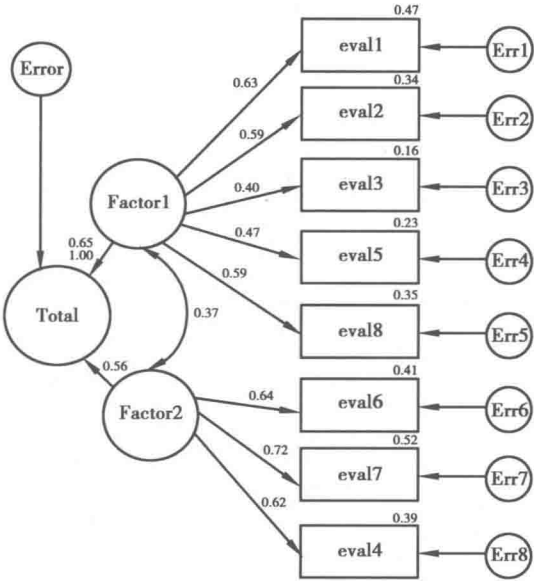 0.47
eval1
Err1
Error
0.63
0.34
eval2
Err2
0.59
0.16
eval3
Err3
0.40
Factor1
0.23
eval5
Err4
0.47
0.65
1.00
0.59
0.35
eval8
Err5
Total
0.37
0.56
0.41
eval6
Err6
0.64
Factor2
0.52
eval7
Err7
0.72
0.62
0.39
eval4
Err8